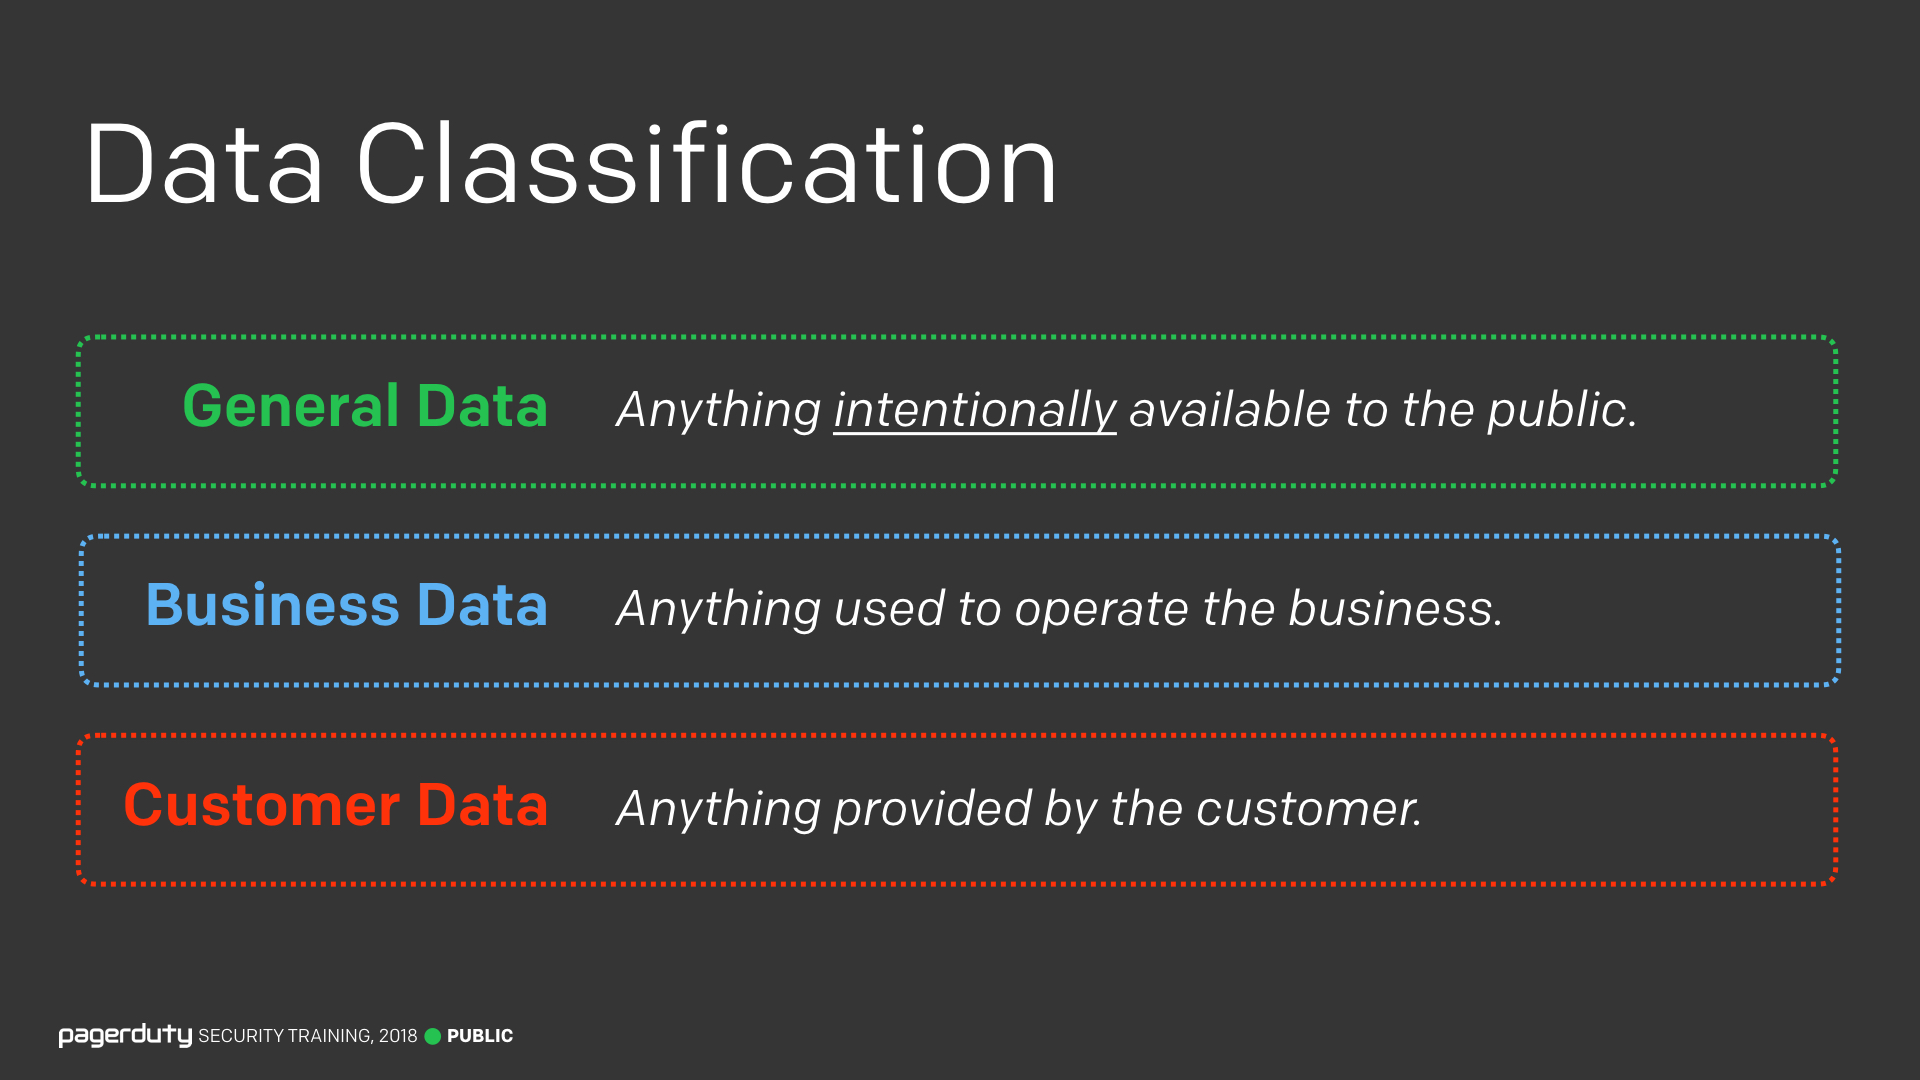 Data Classification
General Data Anything intentionally available to the public.
Business Data Anything used to operate the business.
Customer Data Anything provided by the customer.
pagerduty SECURITY TRAINING, 2018 PUBLIC